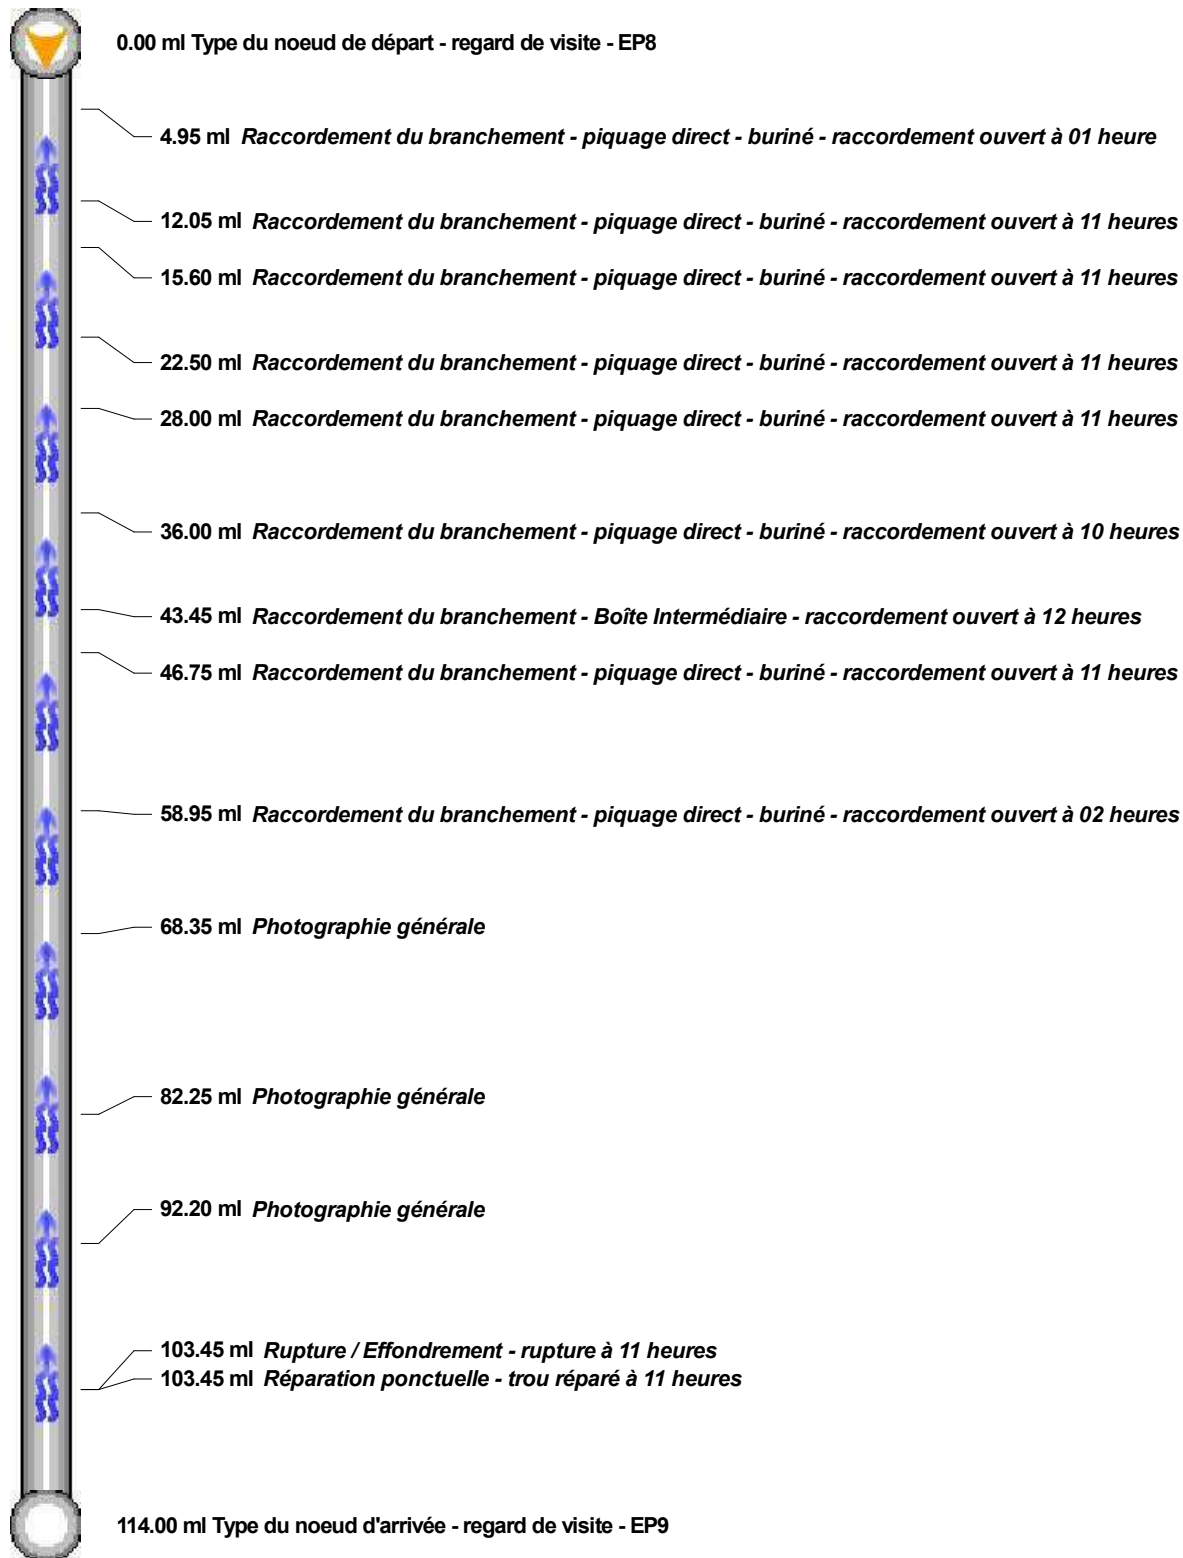 0.00 ml Type du noeud de départ - regard de visite - EP8
4.95 ml Raccordement du branchement - piquage direct - buriné - raccordement ouvert à 01 heure
12.05 ml Raccordement du branchement - piquage direct - buriné - raccordement ouvert à 11 heures
15.60 ml Raccordement du branchement - piquage direct - buriné - raccordement ouvert à 11 heures
22.50 ml Raccordement du branchement - piquage direct - buriné - raccordement ouvert à 11 heures
28.00 ml Raccordement du branchement - piquage direct - buriné - raccordement ouvert à 11 heures
36.00 ml Raccordement du branchement - piquage direct - buriné - raccordement ouvert à 10 heures
43.45 ml Raccordement du branchement - Boîte Intermédiaire - raccordement ouvert à 12 heures
46.75 ml Raccordement du branchement - piquage direct - buriné - raccordement ouvert à 11 heures
58.95 ml Raccordement du branchement - piquage direct - buriné - raccordement ouvert à 02 heures
68.35 ml Photographie générale
82.25 ml Photographie générale
92.20 ml Photographie générale
103.45 ml Rupture / Effondrement - rupture à 11 heures
103.45 ml Réparation ponctuelle - trou réparé à 11 heures
114.00 ml Type du noeud d'arrivée - regard de visite - EP9